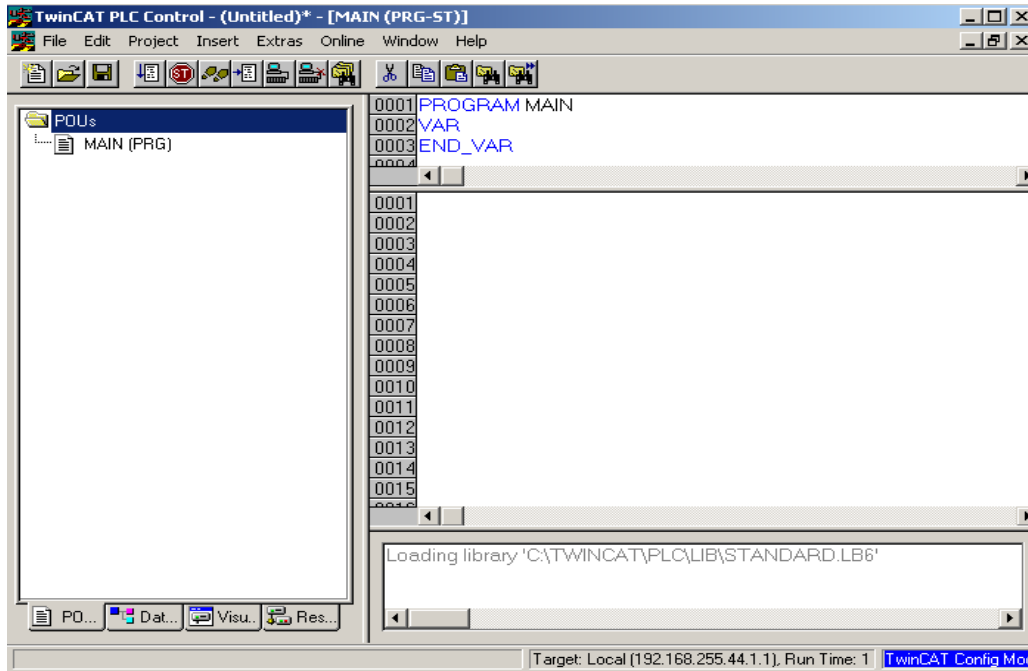 TwinCAT PLC Control - (Untitled)* - [MAIN (PRG-ST)]
File Edit Project Insert Extras Online Window Help
POUs
MAIN (PRG)
0001 PROGRAM MAIN
0002 VAR
0003 END_VAR
0004
0001
0002
0003
0004
0005
0006
0007
0008
0009
0010
0011
0012
0013
0014
0015
0016
Loading library 'C:\TWINCAT\PLC\LIB\STANDARD.LB6'
PO... Dat... Visu.. Res...
Target: Local (192.168.255.44.1.1), Run Time: 1 TwinCAT Config Mo